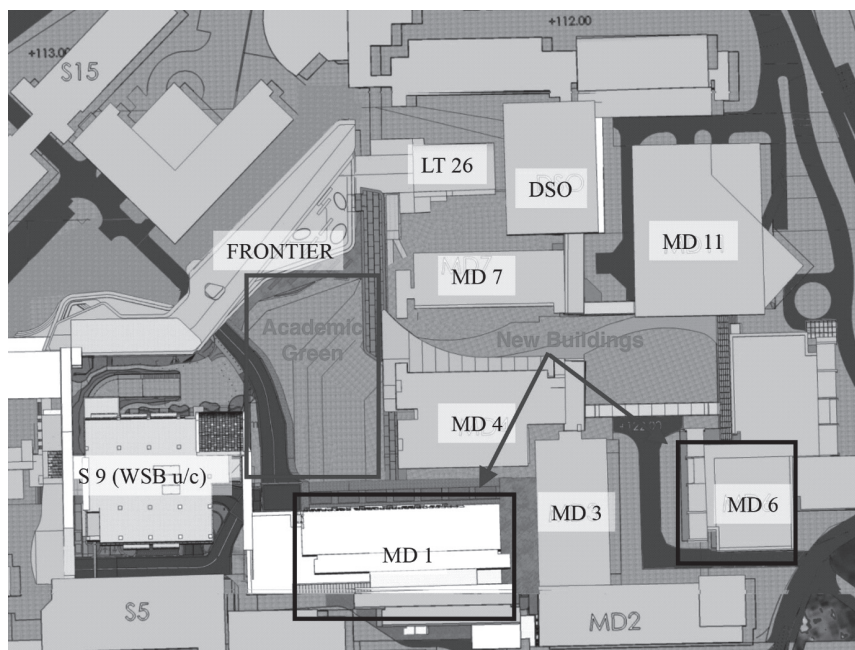 +112.00
+113.00
S15
LT 26
DSO
MD 11
FRONTIER
MD 7
Academic
Green
New Buildings
MD 4
S 9 (WSB u/c)
MD 6
MD 3
MD 1
S5
MD2